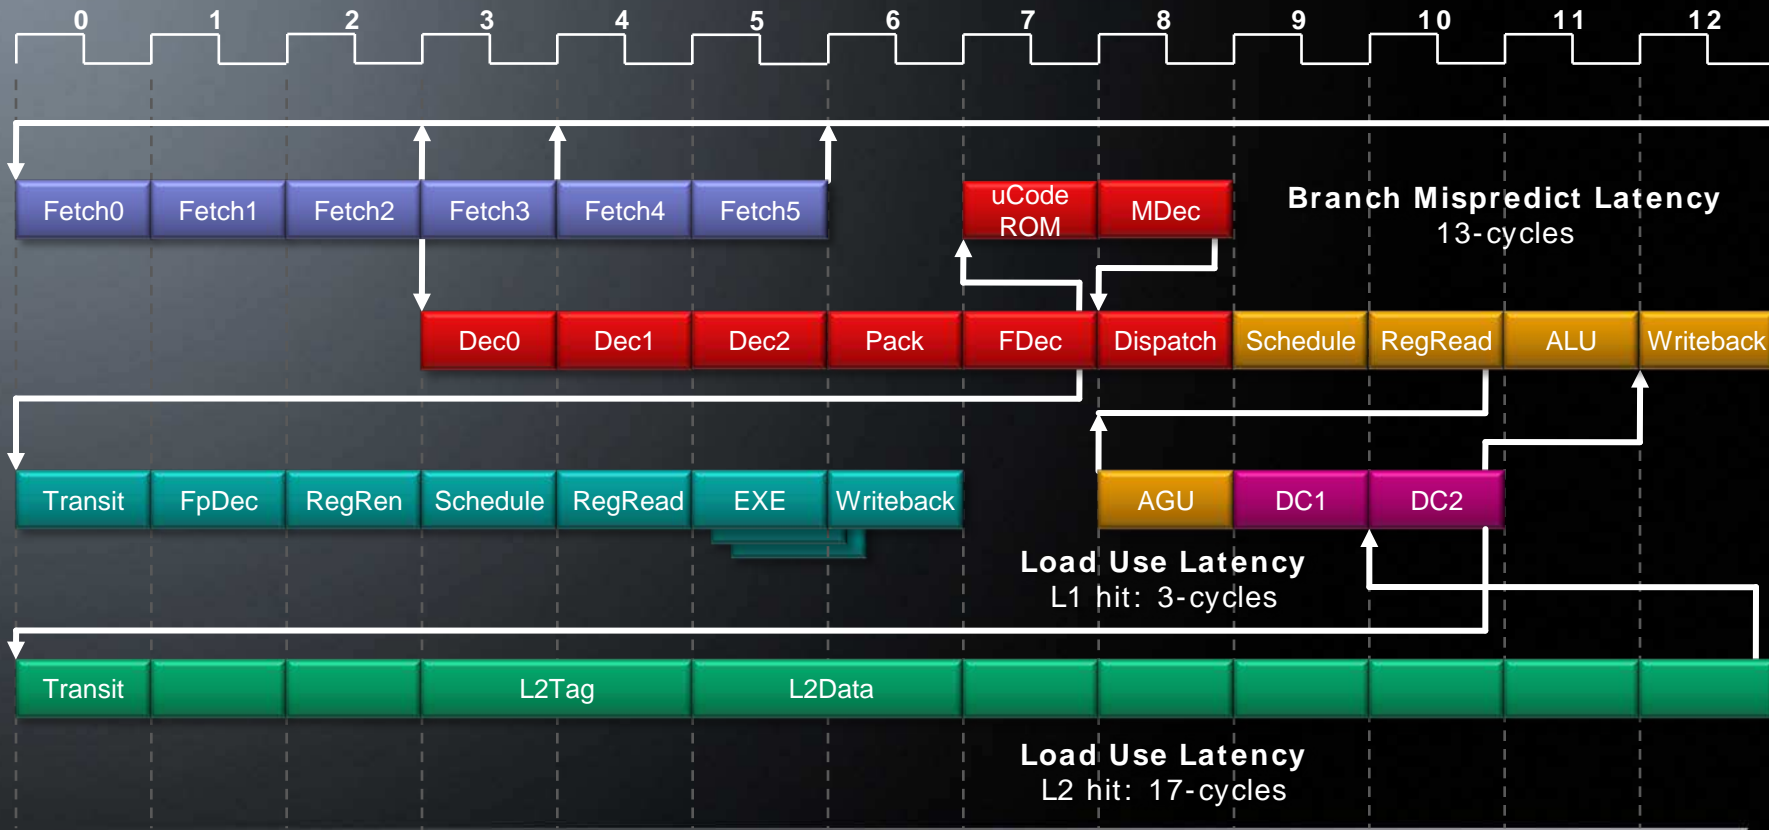 0 1 2 3 4 5 6 7 8 9 10 11 12
Fetch0 Fetch1 Fetch2 Fetch3 Fetch4 Fetch5
uCode
ROM
MDec
Branch Mispredict Latency
13-cycles
Dec0 Dec1 Dec2 Pack FDec Dispatch Schedule RegRead ALU Writeback
Transit FpDec RegRen Schedule RegRead EXE Writeback
AGU DC1 DC2
Load Use Latency
L1 hit: 3-cycles
Transit L2Tag L2Data
Load Use Latency
L2 hit: 17-cycles